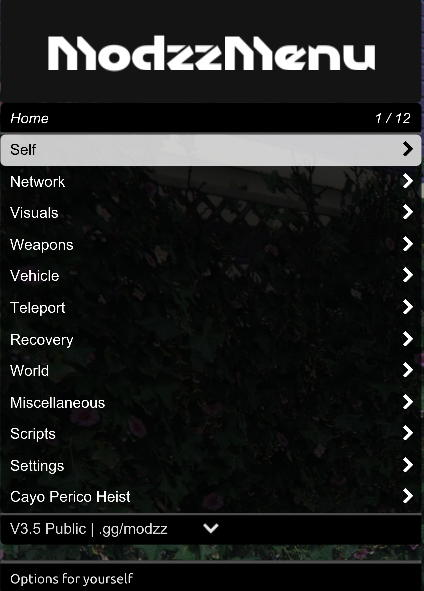 ModzzMenu
Home 1 / 12
Self
Network
Visuals
Weapons
Vehicle
Teleport
Recovery
World
Miscellaneous
Scripts
Settings
Cayo Perico Heist
V3.5 Public | .gg/modzz
Options for yourself